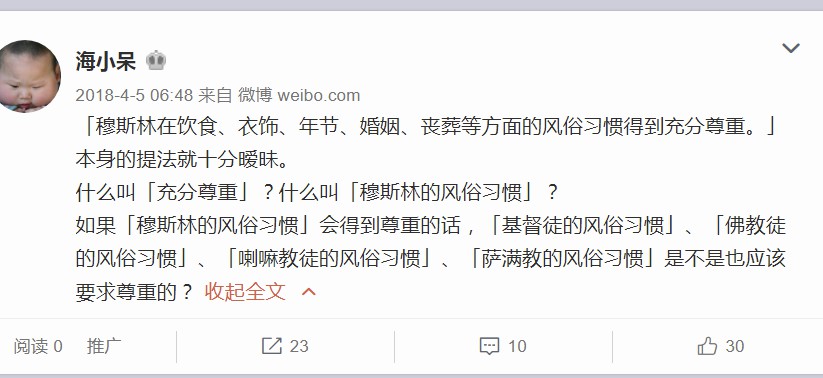 海小呆
2018-4-5 06:48 来自 微博 weibo.com
「穆斯林在饮食、衣饰、年节、婚姻、丧葬等方面的风俗习惯得到充分尊重。」
本身的提法就十分暧昧。
什么叫「充分尊重」？什么叫「穆斯林的风俗习惯」？
如果「穆斯林的风俗习惯」会得到尊重的话，「基督徒的风俗习惯」、「佛教徒
的风俗习惯」、「喇嘛教徒的风俗习惯」、「萨满教的风俗习惯」是不是也应该
要求尊重的？ 收起全文
阅读 0 推广 23 10 30